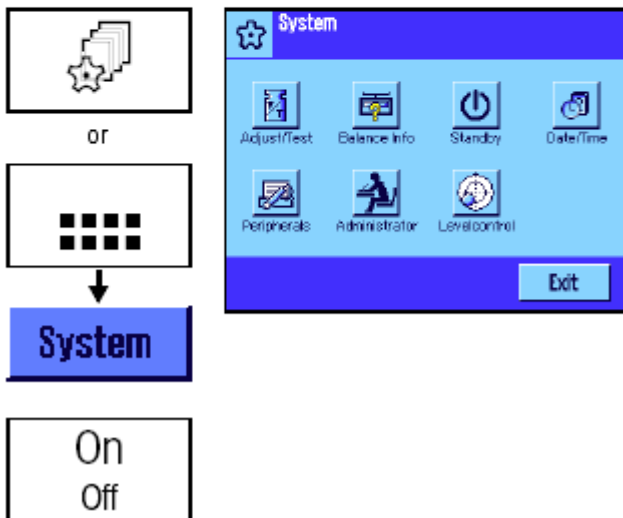 or
System
On
Off
System
Adjust/Test Balance Info Standby Date/Time
Peripherals Administrator Levelcontrol
Exit